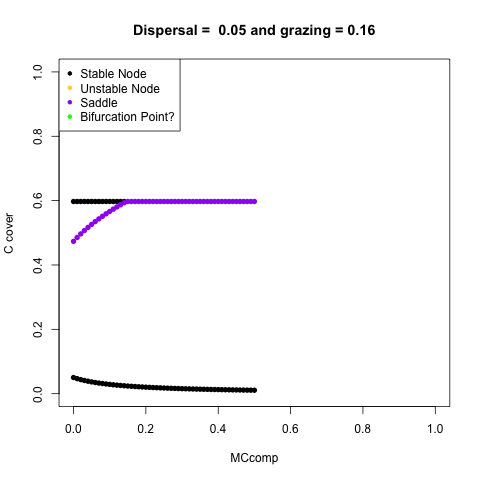 Dispersal =  0.05 and grazing = 0.16
Stable Node
Unstable Node
Saddle
Bifurcation Point?
C cover
1.0
0.8
0.6
0.4
0.2
0.0
0.0 0.2 0.4 0.6 0.8 1.0
MCcomp